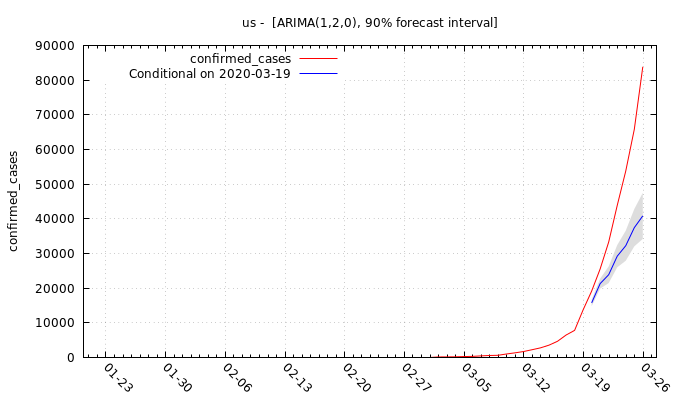 us -  [ARIMA(1,2,0), 90% forecast interval]
confirmed_cases
Conditional on 2020-03-19
confirmed_cases
90000
80000
70000
60000
50000
40000
30000
20000
10000
0
01-23 01-30 02-06 02-13 02-20 02-27 03-05 03-12 03-19 03-26